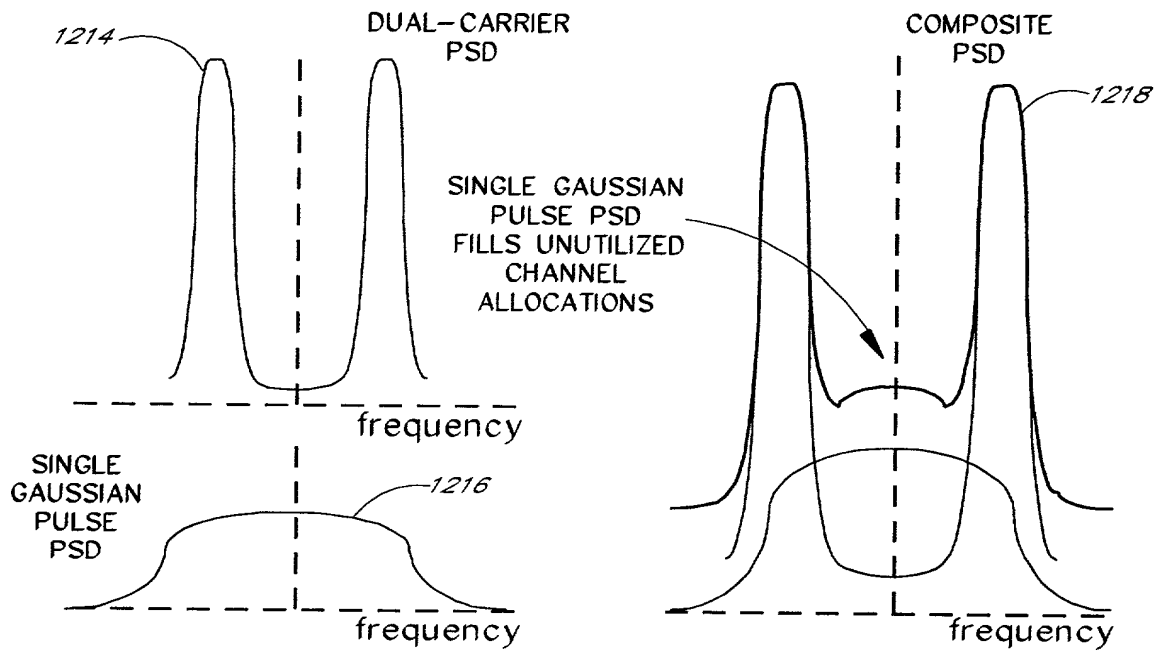 1214
DUAL-CARRIER
PSD
frequency
SINGLE
GAUSSIAN
PULSE
PSD
1216
frequency
COMPOSITE
PSD
1218
SINGLE GAUSSIAN
PULSE PSD
FILLS UNUTILIZED
CHANNEL
ALLOCATIONS
frequency